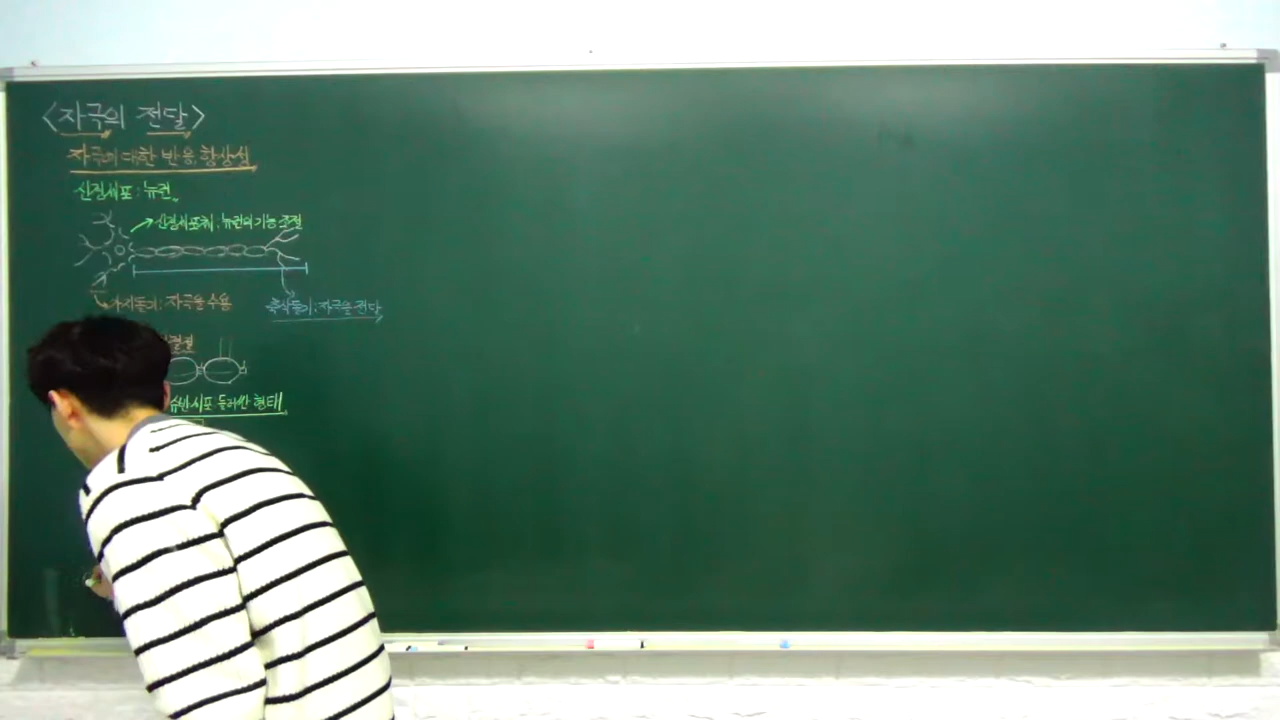 <자극의 전달>
자극에 대한 반응, 항상성
신경세포 : 뉴런
신경세포체 : 뉴런의 기능 조절
가지돌기 : 자극을 수용
축삭돌기 : 자극을 전달
결절
슈반세포 둘러싼 형태